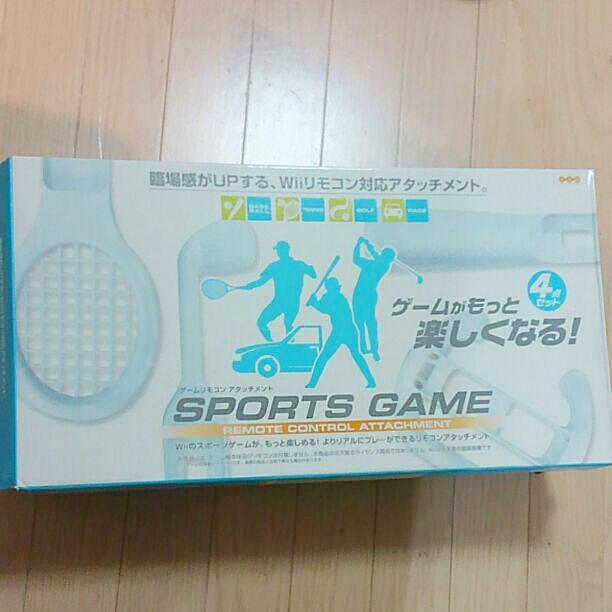 臨場感がUPする、Wiiリモコン対応アタッチメント。
BASE BALL TENNIS GOLF RACE
4点セット
ゲームがもっと
楽しくなる!
ゲームリモコン アタッチメント
SPORTS GAME
REMOTE CONTROL ATTACHMENT
Wiiのスポーツゲームが、もっと楽しめる! よりリアルにプレーができるリモコンアタッチメント